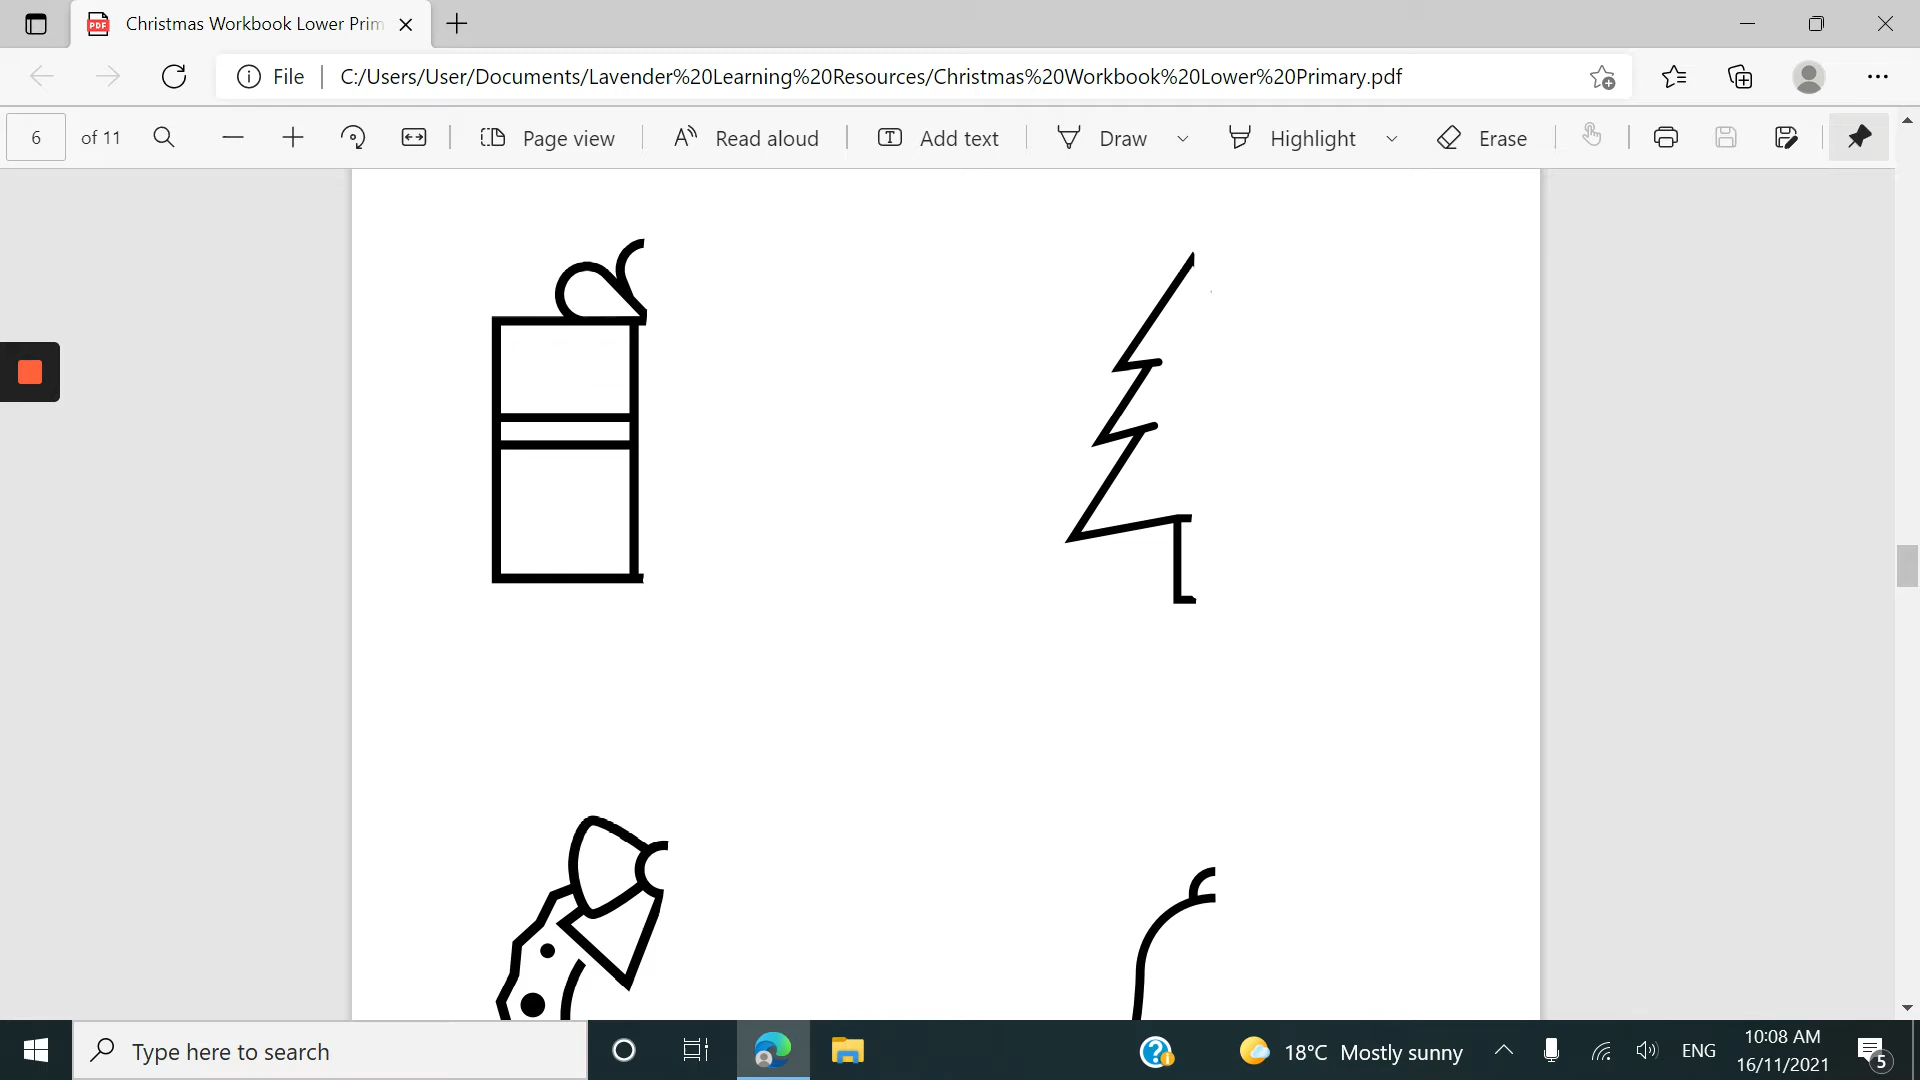 Christmas Workbook Lower Prim
File
C:/Users/User/Documents/Lavender%20Learning%20Resources/Christmas%20Workbook%20Lower%20Primary.pdf
6 of 11
Page view
Read aloud
Add text
Draw
Highlight
Erase
Type here to search
18°C Mostly sunny
ENG
10:08 AM
16/11/2021
5